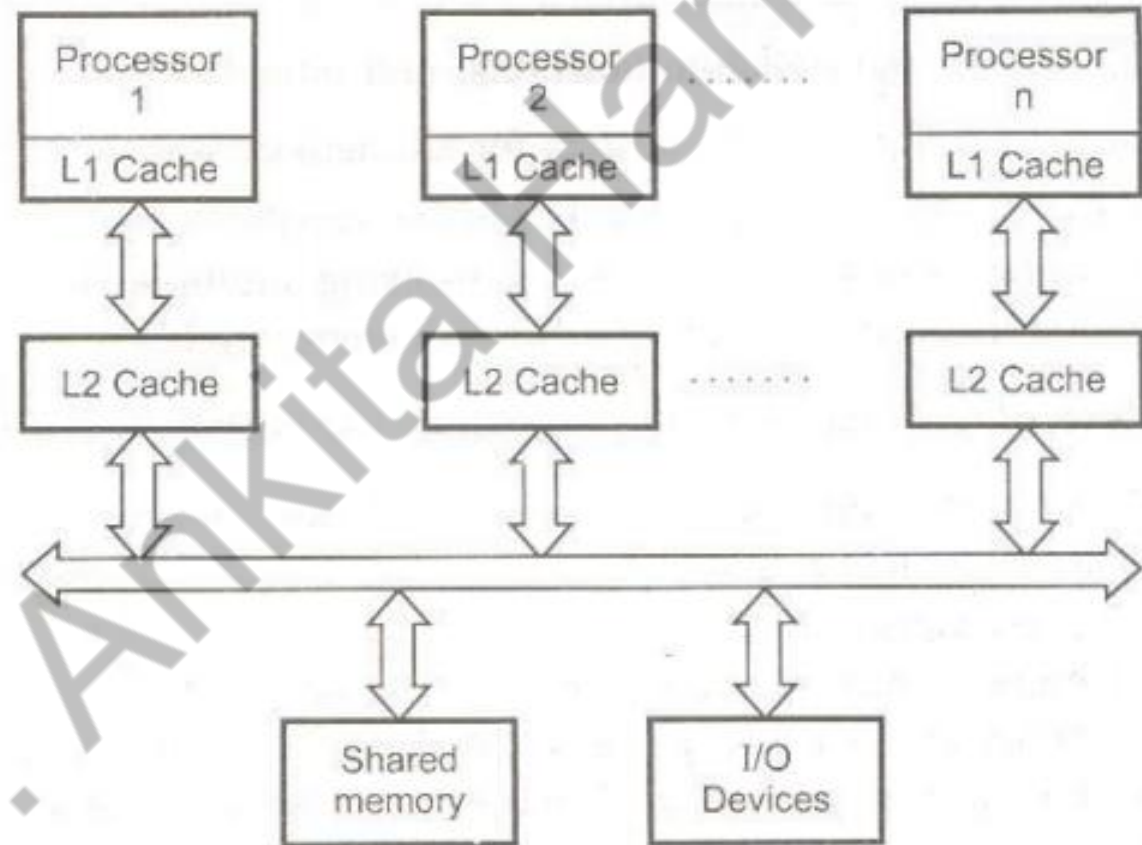 Processor
1
L1 Cache
Processor
2
L1 Cache
.......
Processor
n
L1 Cache
L2 Cache
L2 Cache
.......
L2 Cache
Shared
memory
I/O
Devices
. Ankita Har